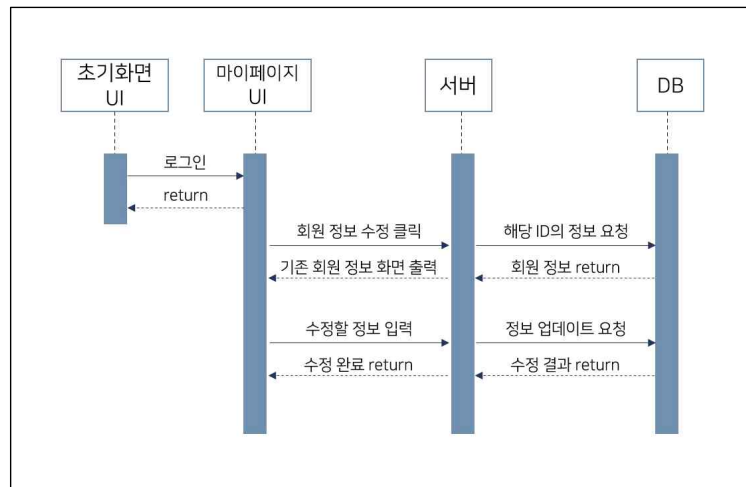 초기화면
UI
마이페이지
UI
서버
DB
로그인
return
회원 정보 수정 클릭
해당 ID의 정보 요청
기존 회원 정보 화면 출력
회원 정보 return
수정할 정보 입력
정보 업데이트 요청
수정 완료 return
수정 결과 return